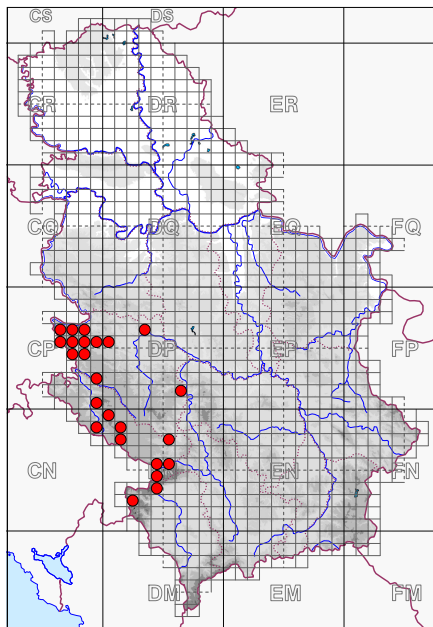 CS DS
CR DR ER
CQ DQ EQ FQ
CP DP EP FP
CN EN FN
DM EM FM